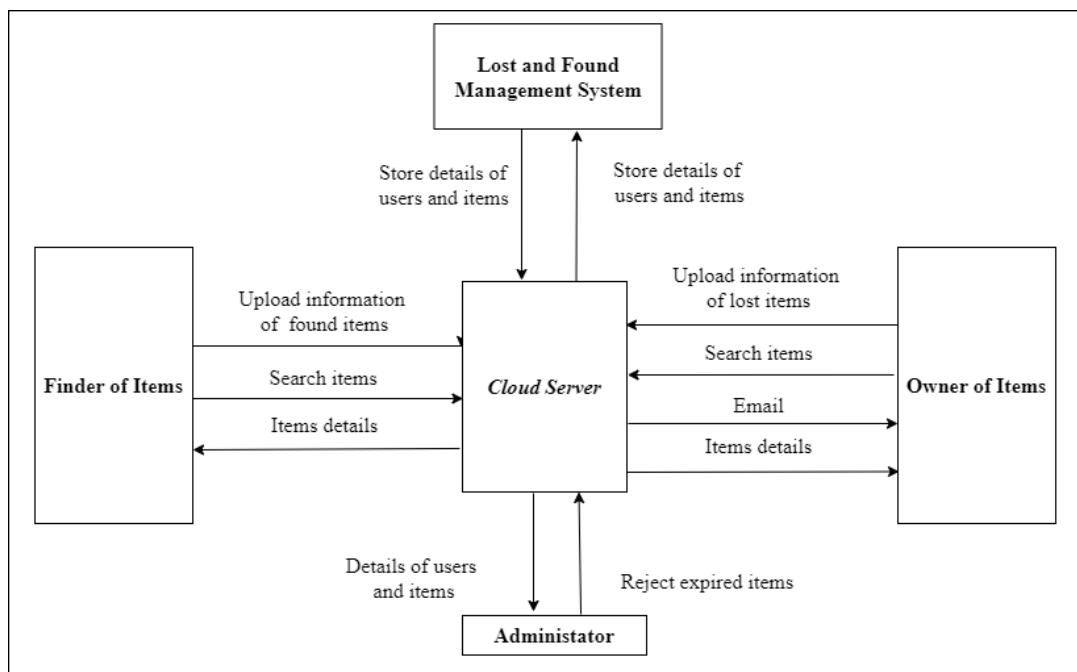 Lost and Found
Management System
Store details of
users and items
Store details of
users and items
Upload information
of found items
Search items
Items details
Finder of Items
Cloud Server
Upload information
of lost items
Search items
Email
Items details
Owner of Items
Details of users
and items
Reject expired items
Administator